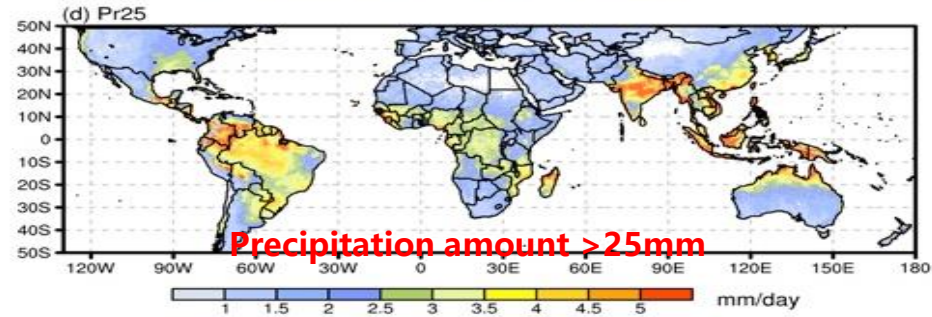 (d) Pr25
50N
40N
30N
20N
10N
0
10S
20S
30S
40S
50S
Precipitation amount >25mm
120W 90W 60W 30W 0 30E 60E 90E 120E 150E 180
1 1.5 2 2.5 3 3.5 4 4.5 5 mm/day